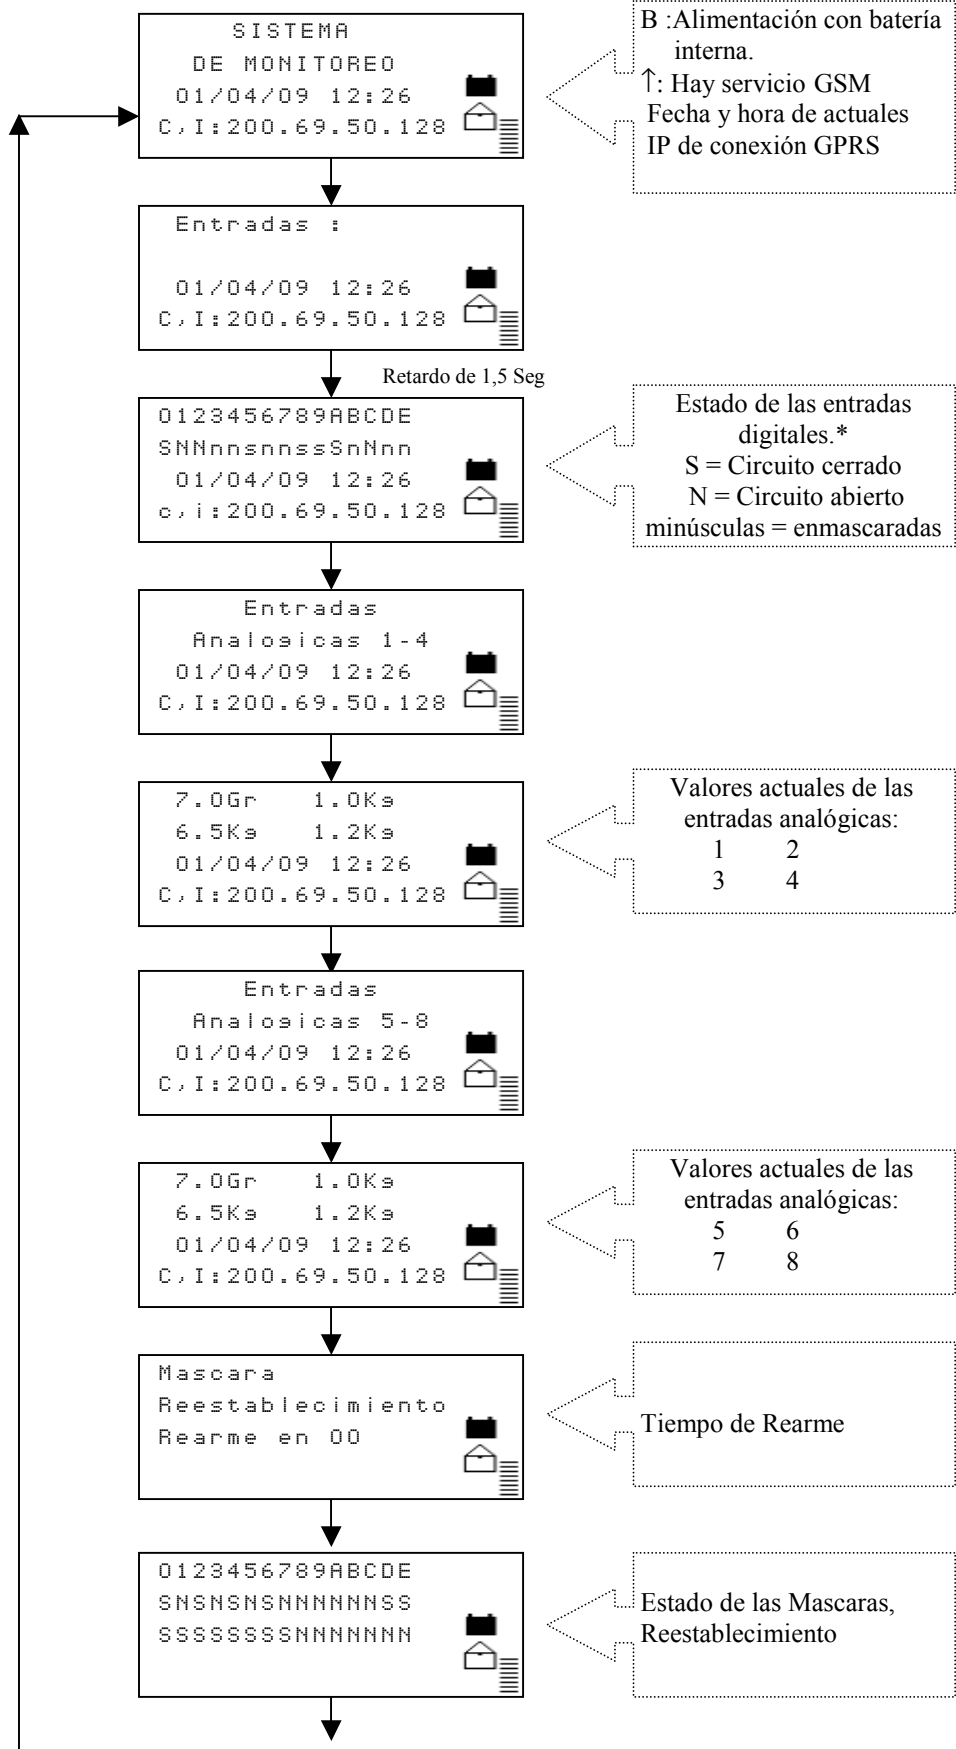 SISTEMA
DE MONITOREO
01/04/09 12:26
C,I:200.69.50.128
B :Alimentación con batería
interna.
↑: Hay servicio GSM
Fecha y hora de actuales
IP de conexión GPRS
Entradas :
01/04/09 12:26
C,I:200.69.50.128
Retardo de 1,5 Seg
0123456789ABCDE
SNNnnsnnssSnNnn
01/04/09 12:26
c,i:200.69.50.128
Estado de las entradas
digitales.*
S = Circuito cerrado
N = Circuito abierto
minúsculas = enmascaradas
Entradas
Analogicas 1-4
01/04/09 12:26
C,I:200.69.50.128
7.0Gr 1.0Kg
6.5Kg 1.2Kg
01/04/09 12:26
C,I:200.69.50.128
Valores actuales de las
entradas analógicas:
1 2
3 4
Entradas
Analogicas 5-8
01/04/09 12:26
C,I:200.69.50.128
7.0Gr 1.0Kg
6.5Kg 1.2Kg
01/04/09 12:26
C,I:200.69.50.128
Valores actuales de las
entradas analógicas:
5 6
7 8
Mascara
Reestablecimiento
Rearme en 00
Tiempo de Rearme
0123456789ABCDE
SNSNSNSNNNNNNSS
SSSSSSSSNNNNNNN
Estado de las Mascaras,
Reestablecimiento